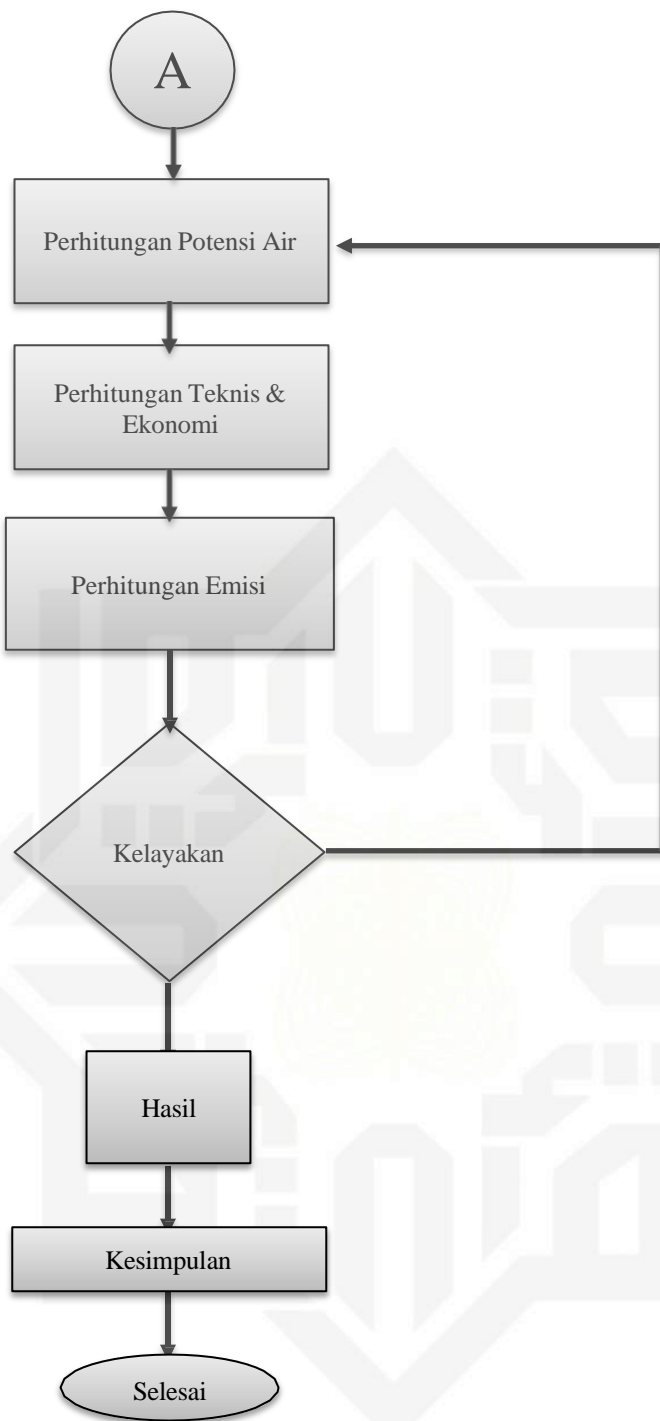 A
Perhitungan Potensi Air
Perhitungan Teknis &
Ekonomi
Perhitungan Emisi
Kelayakan
Hasil
Kesimpulan
Selesai